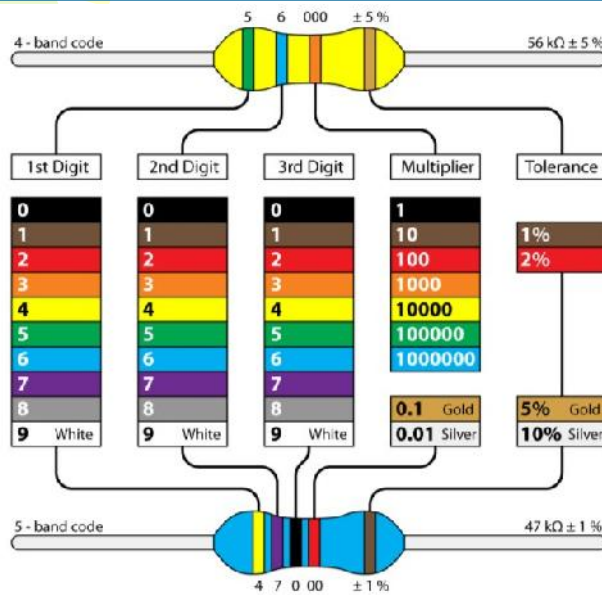 5 6 000 ± 5 %
4 - band code 56 kΩ ± 5 %
1st Digit 2nd Digit 3rd Digit Multiplier Tolerance
0 0 0 1
1 1 1 10 1%
2 2 2 100 2%
3 3 3 1000
4 4 4 10000
5 5 5 100000
6 6 6 1000000
7 7 7
8 8 8 0.1 Gold 5% Gold
9 White 9 White 9 White 0.01 Silver 10% Silver
5 - band code 47 kΩ ± 1 %
4 7 0 00 ± 1 %